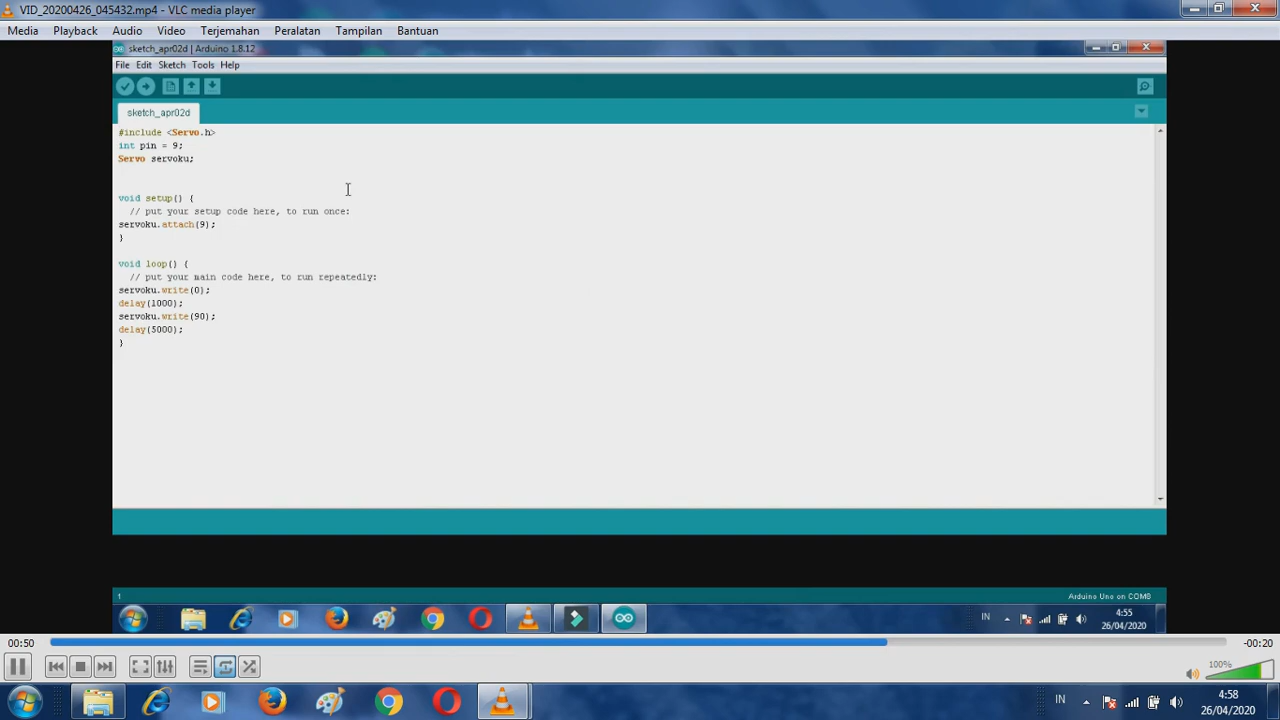 VID_20200426_045432.mp4 - VLC media player
Media Playback Audio Video Terjemahan Peralatan Tampilan Bantuan
sketch_apr02d | Arduino 1.8.12
File Edit Sketch Tools Help
sketch_apr02d
#include <Servo.h>
int pin = 9;
Servo servoku;
void setup() {
// put your setup code here, to run once:
servoku.attach(9);
}
void loop() {
// put your main code here, to run repeatedly:
servoku.write(0);
delay(1000);
servoku.write(90);
delay(5000);
}
1 Arduino Uno on COM8
IN 4:55
26/04/2020
00:50 -00:20
100%
IN 4:58
26/04/2020